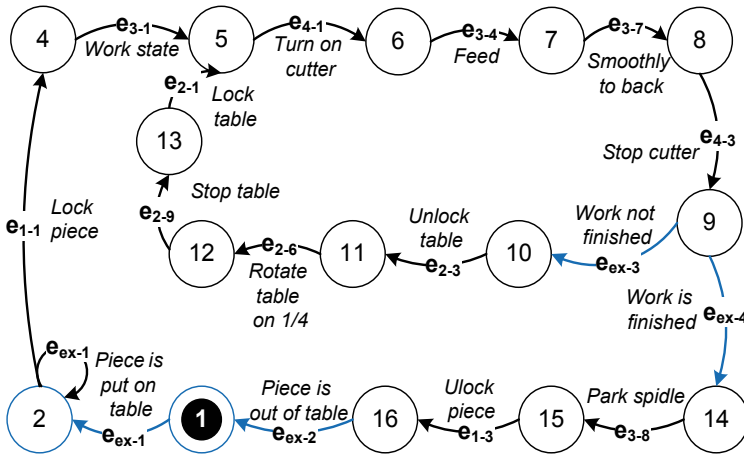 4
e3-1
Work state
5
e4-1
Turn on
cutter
6
e3-4
Feed
7
e3-7
Smoothly
to back
8
e2-1
Lock
table
13
e4-3
Stop cutter
Stop table
e2-9
Lock
piece
e1-1
12
e2-6
Rotate
table
on 1/4
11
Unlock
table
e2-3
10
Work not
finished
eex-3
9
Work is
finished
eex-4
eex-1
Piece is
put on
table
2
eex-1
1
Piece is
out of table
eex-2
16
Ulock
piece
e1-3
15
Park spidle
e3-8
14